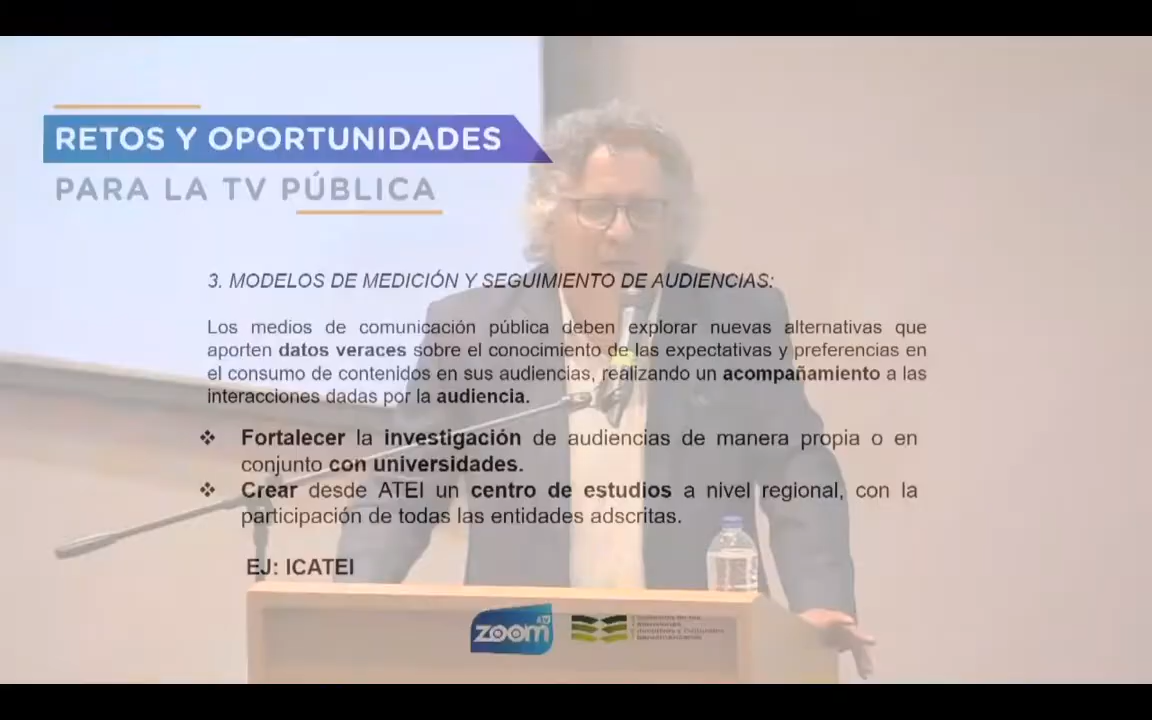 RETOS Y OPORTUNIDADES
PARA LA TV PÚBLICA
3. MODELOS DE MEDICIÓN Y SEGUIMIENTO DE AUDIENCIAS:
Los medios de comunicación pública deben explorar nuevas alternativas que
aporten datos veraces sobre el conocimiento de las expectativas y preferencias en
el consumo de contenidos en sus audiencias, realizando un acompañamiento a las
interacciones dadas por la audiencia.
❖ Fortalecer la investigación de audiencias de manera propia o en
conjunto con universidades.
❖ Crear desde ATEI un centro de estudios a nivel regional, con la
participación de todas las entidades adscritas.
EJ: ICATEI
zoom tv